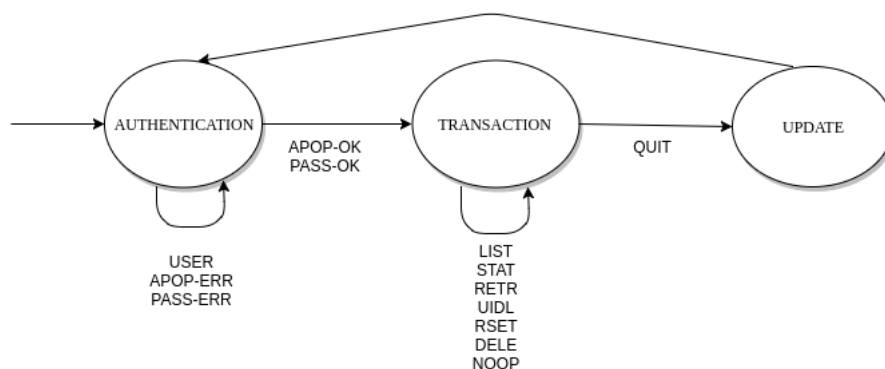 AUTHENTICATION
TRANSACTION
UPDATE
APOP-OK
PASS-OK
QUIT
USER
APOP-ERR
PASS-ERR
LIST
STAT
RETR
UIDL
RSET
DELE
NOOP